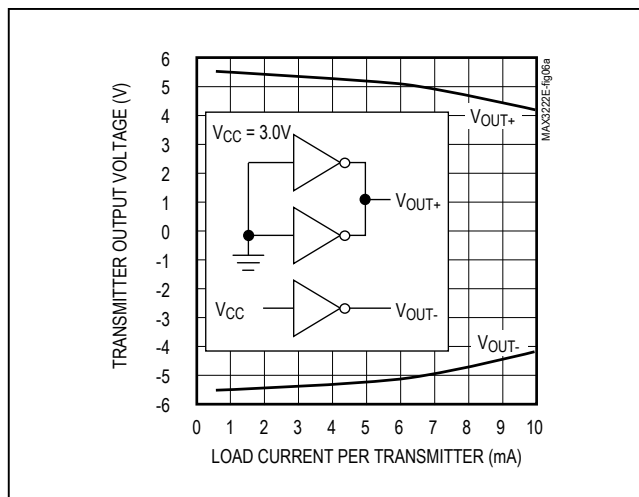 6
5
4
3
2
1
0
-1
-2
-3
-4
-5
-6
TRANSMITTER OUTPUT VOLTAGE (V)
MAX3222E-fig06a
VOUT+
VCC = 3.0V
VOUT+
VCC
VOUT-
VOUT-
0 1 2 3 4 5 6 7 8 9 10
LOAD CURRENT PER TRANSMITTER (mA)